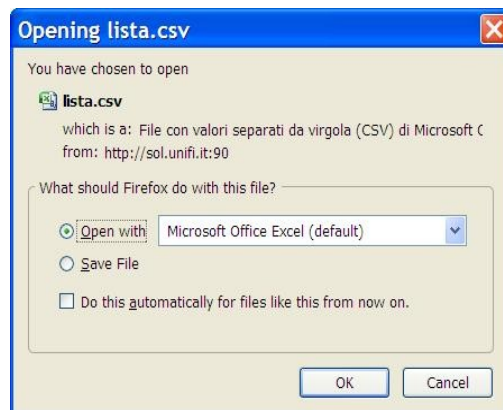 Opening lista.csv
You have chosen to open
lista.csv
which is a: File con valori separati da virgola (CSV) di Microsoft
from: http://sol.unifi.it:90
What should Firefox do with this file?
Open with Microsoft Office Excel (default)
Save File
Do this automatically for files like this from now on.
OK Cancel